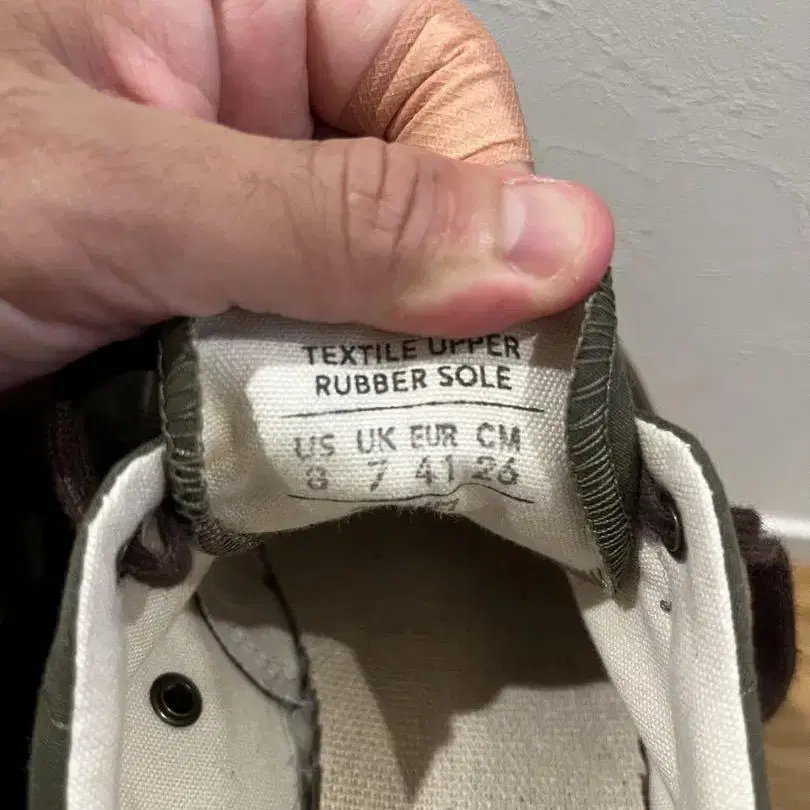 TEXTILE UPPER
RUBBER SOLE
US UK EUR CM
8 7 41 26